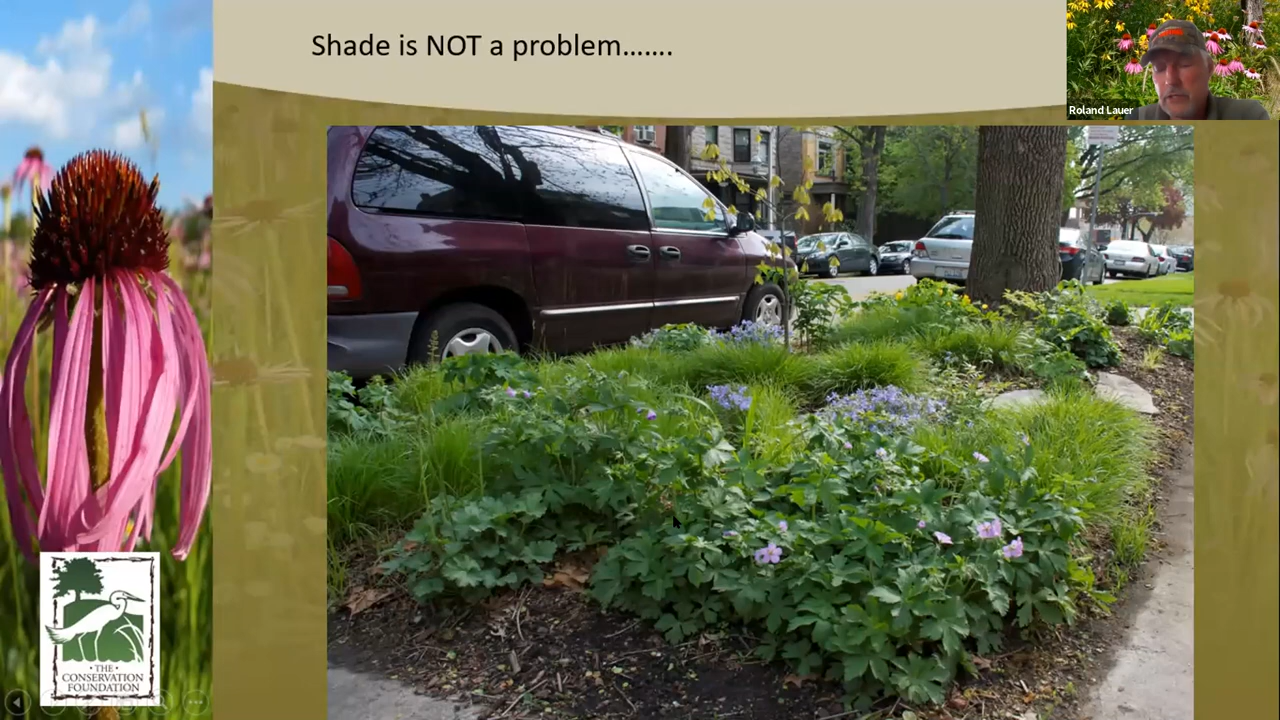 Shade is NOT a problem…….
Roland Lauer
• THE •
CONSERVATION
FOUNDATION